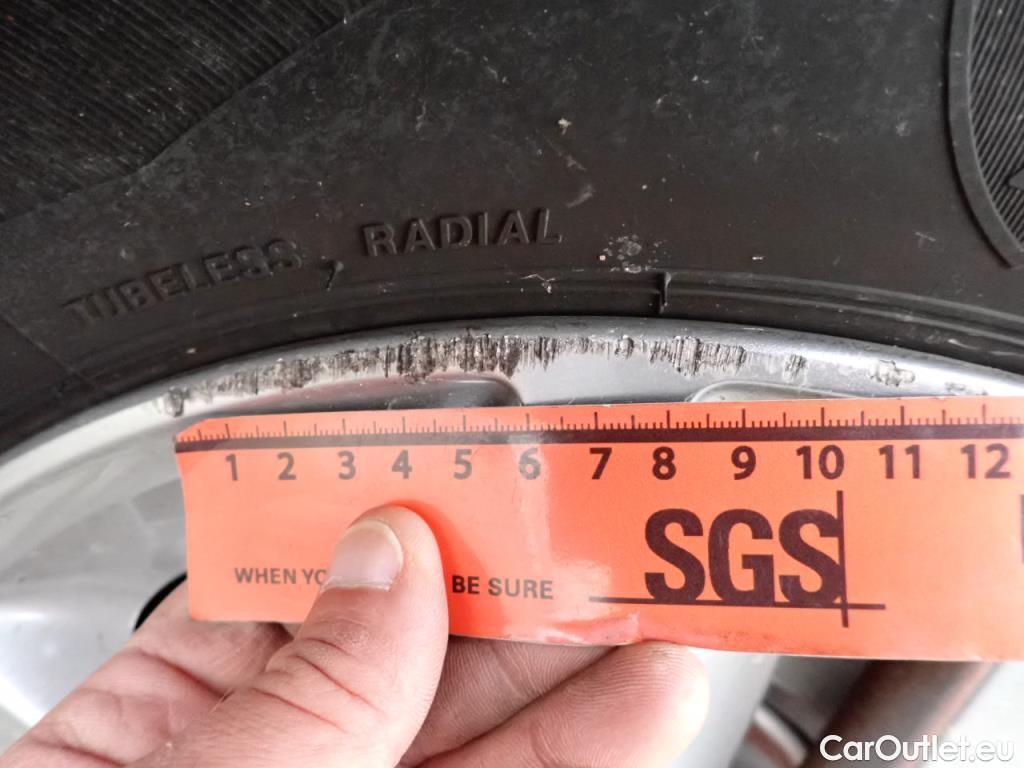 TUBELESS RADIAL
1 2 3 4 5 6 7 8 9 10 11 12
SGS
WHEN YO BE SURE
CarOutlet.eu